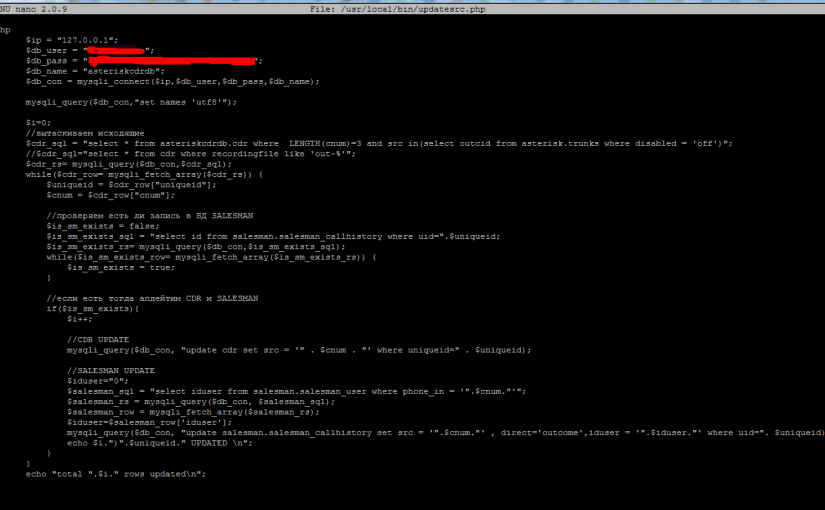 NU nano 2.0.9 File: /usr/local/bin/updatesrc.php
hp
$ip = "127.0.0.1";
$db_user = " ";
$db_pass = " ";
$db_name = "asteriskcdrdb";
$db_con = mysqli_connect($ip,$db_user,$db_pass,$db_name);
mysqli_query($db_con,"set names 'utf8'");
$i=0;
//вытаскиваем исходящие
$cdr_sql = "select * from asteriskcdrdb.cdr where  LENGTH(cnum)=3 and src in(select outcid from asterisk.trunks where disabled = 'off')";
//$cdr_sql="select * from cdr where recordingfile like 'out-%'";
$cdr_rs= mysqli_query($db_con,$cdr_sql);
while($cdr_row= mysqli_fetch_array($cdr_rs)) {
$uniqueid = $cdr_row["uniqueid"];
$cnum = $cdr_row["cnum"];
//проверяем есть ли запись в БД SALESMAN
$is_sm_exists = false;
$is_sm_exists_sql = "select id from salesman.salesman_callhistory where uid=".$uniqueid;
$is_sm_exists_rs= mysqli_query($db_con,$is_sm_exists_sql);
while($is_sm_exists_row= mysqli_fetch_array($is_sm_exists_rs)) {
$is_sm_exists = true;
}
//если есть тогда апдейтим CDR и SALESMAN
if($is_sm_exists){
$i++;
//CDR UPDATE
mysqli_query($db_con, "update cdr set src = '" . $cnum . "' where uniqueid=" . $uniqueid);
//SALESMAN UPDATE
$iduser="0";
$salesman_sql = "select iduser from salesman.salesman_user where phone_in = '".$cnum."'";
$salesman_rs = mysqli_query($db_con, $salesman_sql);
$salesman_row = mysqli_fetch_array($salesman_rs);
$iduser=$salesman_row['iduser'];
mysqli_query($db_con, "update salesman.salesman_callhistory set src = '".$cnum."' , direct='outcome',iduser = '".$iduser."' where uid=". $uniqueid)
echo $i.")".$uniqueid." UPDATED \n";
}
}
echo "total ".$i." rows updated\n";